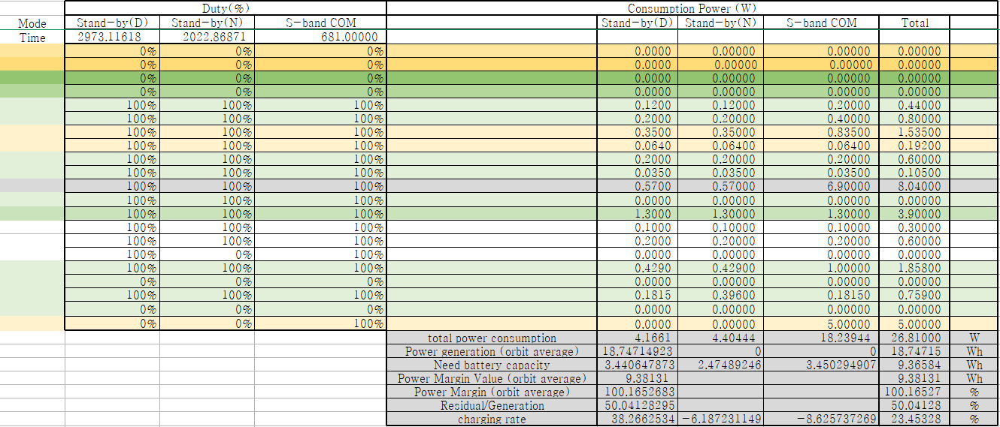 Duty(%) Consumption Power (W)
Mode Stand-by(D) Stand-by(N) S-band COM Stand-by(D) Stand-by(N) S-band COM Total
Time 2973.11618 2022.86871 681.00000
0% 0% 0% 0.0000 0.00000 0.00000 0.00000
0% 0% 0% 0.0000 0.00000 0.00000 0.00000
0% 0% 0% 0.0000 0.00000 0.00000 0.00000
0% 0% 0% 0.0000 0.00000 0.00000 0.00000
100% 100% 100% 0.1200 0.12000 0.20000 0.44000
100% 100% 100% 0.2000 0.20000 0.40000 0.80000
100% 100% 100% 0.3500 0.35000 0.83500 1.53500
100% 100% 100% 0.0640 0.06400 0.06400 0.19200
100% 100% 100% 0.2000 0.20000 0.20000 0.60000
100% 100% 100% 0.0350 0.03500 0.03500 0.10500
100% 100% 100% 0.5700 0.57000 6.90000 8.04000
100% 100% 100% 0.0000 0.00000 0.00000 0.00000
100% 100% 100% 1.3000 1.30000 1.30000 3.90000
100% 100% 100% 0.1000 0.10000 0.10000 0.30000
100% 100% 100% 0.2000 0.20000 0.20000 0.60000
100% 0% 100% 0.0000 0.00000 0.00000 0.00000
100% 100% 100% 0.4290 0.42900 1.00000 1.85800
0% 0% 0% 0.0000 0.00000 0.00000 0.00000
100% 100% 100% 0.1815 0.39600 0.18150 0.75900
0% 0% 0% 0.0000 0.00000 0.00000 0.00000
0% 0% 100% 0.0000 0.00000 5.00000 5.00000
total power consumption 4.1661 4.40444 18.23944 26.81000 W
Power generation (orbit average) 18.74714923 0 0 18.74715 Wh
Need battery capacity 3.440647873 2.47489246 3.450294907 9.36584 Wh
Power Margin Value (orbit average) 9.38131 9.38131 Wh
Power Margin (orbit average) 100.1652683 100.16527 %
Residual/Generation 50.04128295 50.04128 %
charging rate 38.2662534 -6.187231149 -8.625737269 23.45328 %